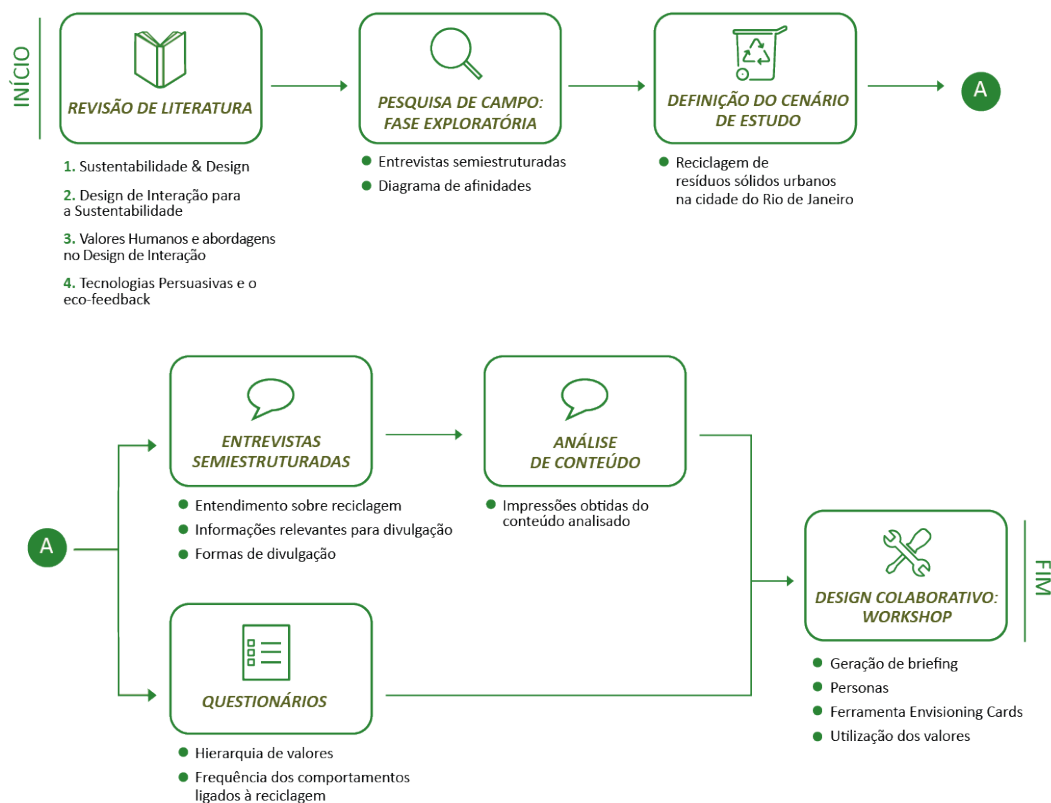 INÍCIO
REVISÃO DE LITERATURA
1. Sustentabilidade & Design
2. Design de Interação para
a Sustentabilidade
3. Valores Humanos e abordagens
no Design de Interação
4. Tecnologias Persuasivas e o
eco-feedback
PESQUISA DE CAMPO:
FASE EXPLORATÓRIA
Entrevistas semiestruturadas
Diagrama de afinidades
DEFINIÇÃO DO CENÁRIO
DE ESTUDO
Reciclagem de
resíduos sólidos urbanos
na cidade do Rio de Janeiro
A
A
ENTREVISTAS
SEMIESTRUTURADAS
Entendimento sobre reciclagem
Informações relevantes para divulgação
Formas de divulgação
ANÁLISE
DE CONTEÚDO
Impressões obtidas do
conteúdo analisado
QUESTIONÁRIOS
Hierarquia de valores
Frequência dos comportamentos
ligados à reciclagem
DESIGN COLABORATIVO:
WORKSHOP
Geração de briefing
Personas
Ferramenta Envisioning Cards
Utilização dos valores
FIM